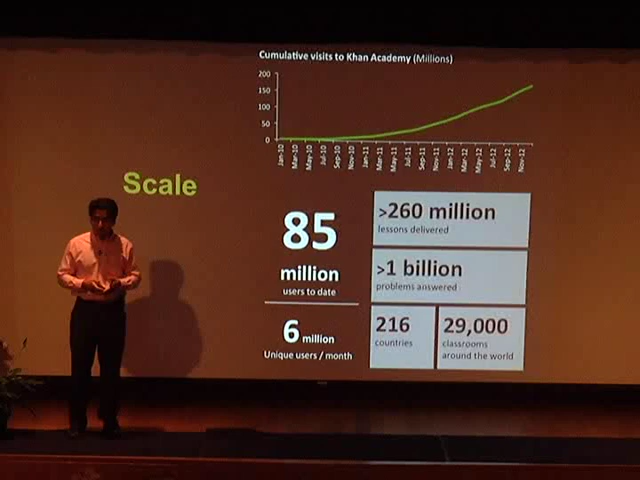 Cumulative visits to Khan Academy (Millions)
200
150
100
50
0
Jan-10
Mar-10
May-10
Jul-10
Sep-10
Nov-10
Jan-11
Mar-11
May-11
Jul-11
Sep-11
Nov-11
Jan-12
Mar-12
May-12
Jul-12
Sep-12
Nov-12
Scale
85
million
users to date
6 million
Unique users / month
>260 million
lessons delivered
>1 billion
problems answered
216
countries
29,000
classrooms
around the world